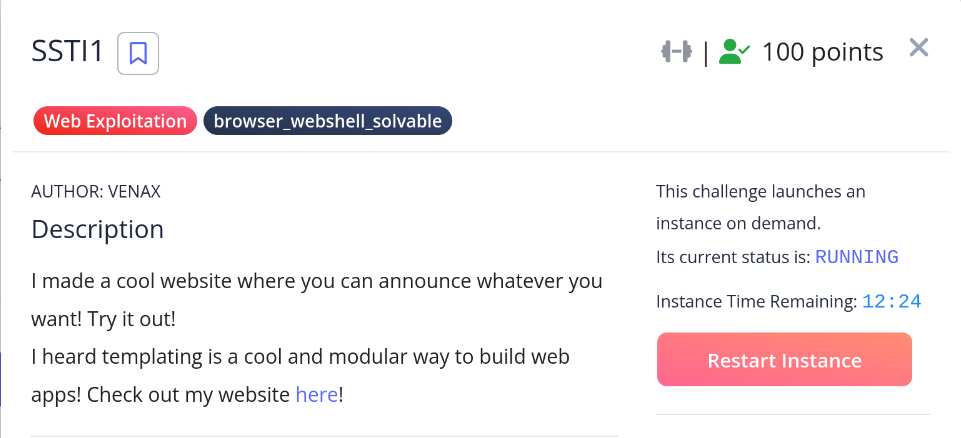 SSTI1
| 100 points
Web Exploitation browser_webshell_solvable
AUTHOR: VENAX
Description
I made a cool website where you can announce whatever you
want! Try it out!
I heard templating is a cool and modular way to build web
apps! Check out my website here!
This challenge launches an
instance on demand.
Its current status is: RUNNING
Instance Time Remaining: 12:24
Restart Instance